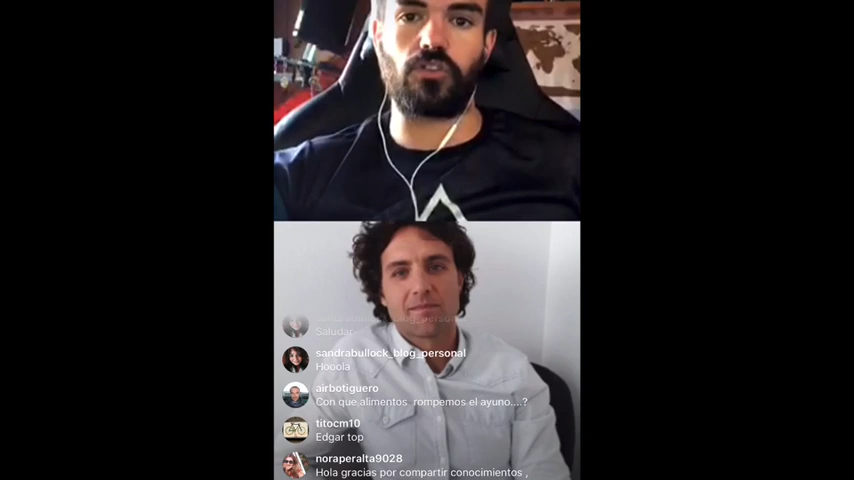 Saludar
sandrabullock_blog_personal
Hooola
airbotiguero
Con que alimentos rompemos el ayuno....?
titocm10
Edgar top
noraperalta9028
Hola gracias por compartir conocimientos ,